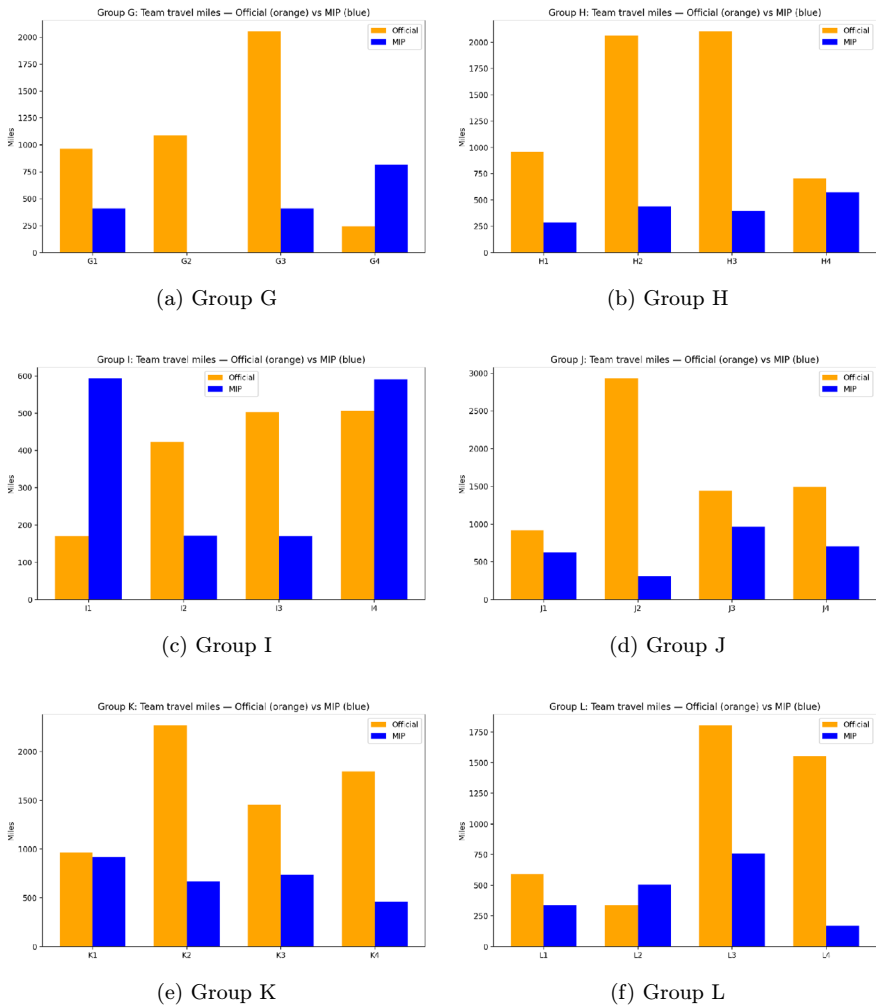 Group G: Team travel miles — Official (orange) vs MIP (blue)
Official
MIP
Miles
2000
1750
1500
1250
1000
750
500
250
0
G1 G2 G3 G4
(a) Group G
Group H: Team travel miles — Official (orange) vs MIP (blue)
Official
MIP
Miles
2000
1750
1500
1250
1000
750
500
250
0
H1 H2 H3 H4
(b) Group H
Group I: Team travel miles — Official (orange) vs MIP (blue)
Official
MIP
Miles
600
500
400
300
200
100
0
I1 I2 I3 I4
(c) Group I
Group J: Team travel miles — Official (orange) vs MIP (blue)
Official
MIP
Miles
3000
2500
2000
1500
1000
500
0
J1 J2 J3 J4
(d) Group J
Group K: Team travel miles — Official (orange) vs MIP (blue)
Official
MIP
Miles
2000
1500
1000
500
0
K1 K2 K3 K4
(e) Group K
Group L: Team travel miles — Official (orange) vs MIP (blue)
Official
MIP
Miles
1750
1500
1250
1000
750
500
250
0
L1 L2 L3 L4
(f) Group L